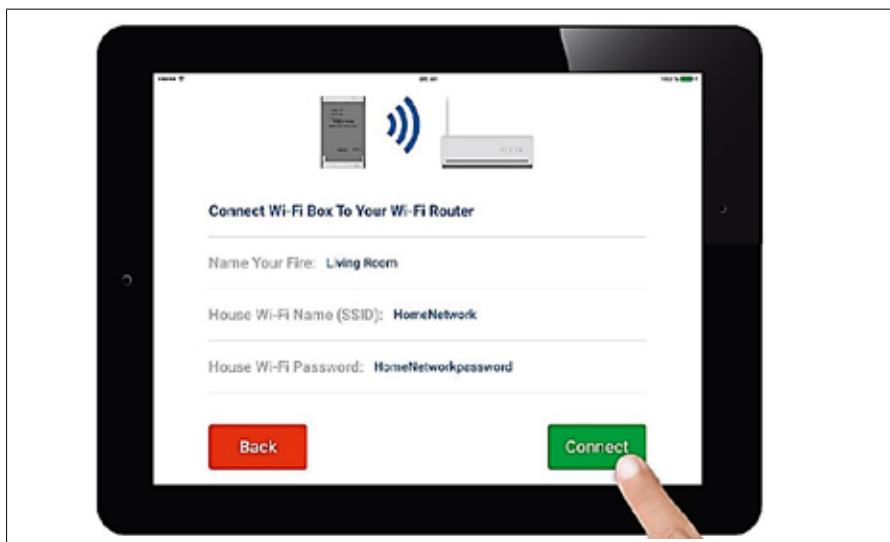 Connect Wi-Fi Box To Your Wi-Fi Router
Name Your Fire: Living Room
House Wi-Fi Name (SSID): HomeNetwork
House Wi-Fi Password: HomeNetworkpassword
Back
Connect